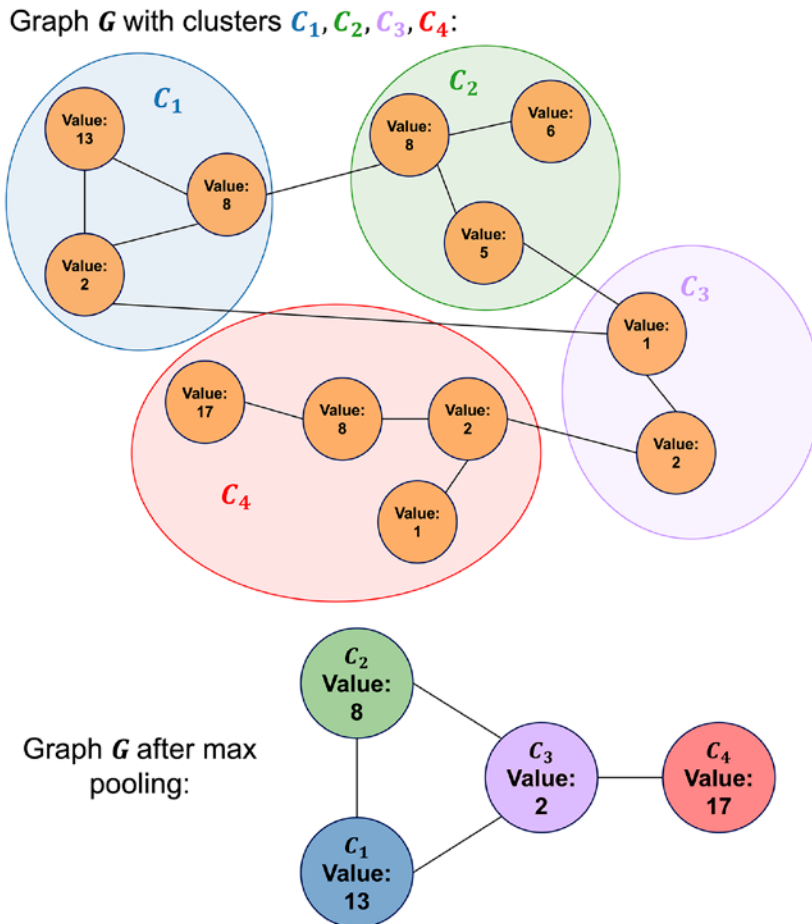 Graph G with clusters C₁, C₂, C₃, C₄:
C₁
C₂
Value:
13
Value:
8
Value:
6
Value:
8
Value:
5
Value:
2
C₃
Value:
1
Value:
17
Value:
8
Value:
2
Value:
2
C₄
Value:
1
C₂
Value:
8
Graph G after max
pooling:
C₃
Value:
2
C₄
Value:
17
C₁
Value:
13